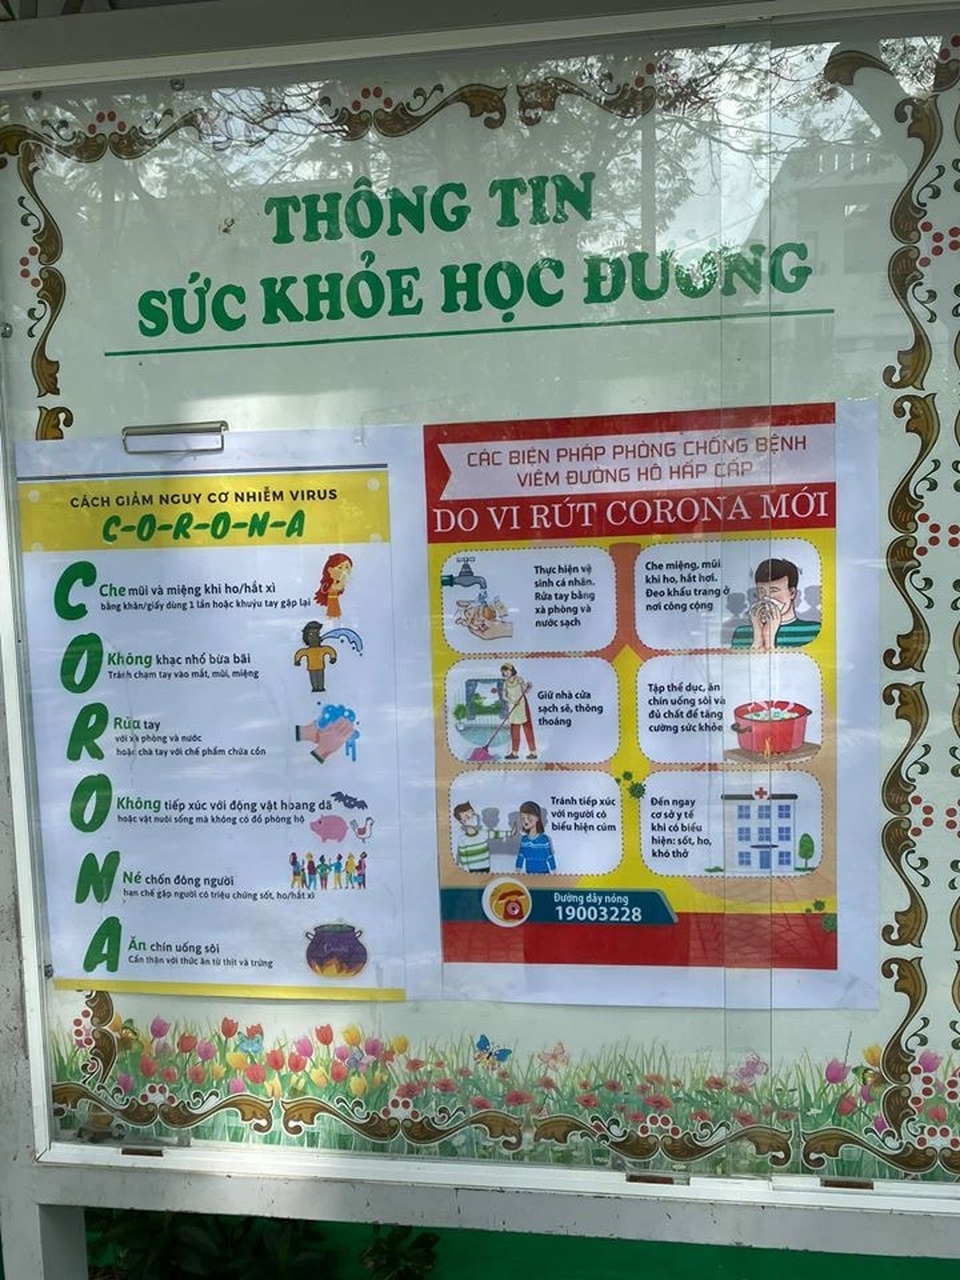 THÔNG TIN
SỨC KHỎE HỌC ĐƯỜNG
CÁCH GIẢM NGUY CƠ NHIỄM VIRUS
C-O-R-O-N-A
C
Che mũi và miệng khi ho/hắt xì
bằng khăn/giấy dùng 1 lần hoặc khuỷu tay gập lại
O
Không khạc nhổ bừa bãi
Tránh chạm tay vào mắt, mũi, miệng
R
Rửa tay
với xà phòng và nước
hoặc chà tay với chế phẩm chứa cồn
O
Không tiếp xúc với động vật hoang dã
hoặc vật nuôi sống mà không có đồ phòng hộ
N
Né chốn đông người
hạn chế gặp người có triệu chứng sốt, ho/hắt xì
A
Ăn chín uống sôi
Cẩn thận với thức ăn từ thịt và trứng
CÁC BIỆN PHÁP PHÒNG CHỐNG BỆNH
VIÊM ĐƯỜNG HÔ HẤP CẤP
DO VI RÚT CORONA MỚI
Thực hiện vệ
sinh cá nhân.
Rửa tay bằng
xà phòng và
nước sạch
Che miệng, mũi
khi ho, hắt hơi.
Đeo khẩu trang ở
nơi công cộng
Giữ nhà cửa
sạch sẽ, thông
thoáng
Tập thể dục, ăn
chín uống sôi và
đủ chất để tăng
cường sức khỏe
Tránh tiếp xúc
với người có
biểu hiện cúm
Đến ngay
cơ sở y tế
khi có biểu
hiện: sốt, ho,
khó thở
Đường dây nóng
19003228